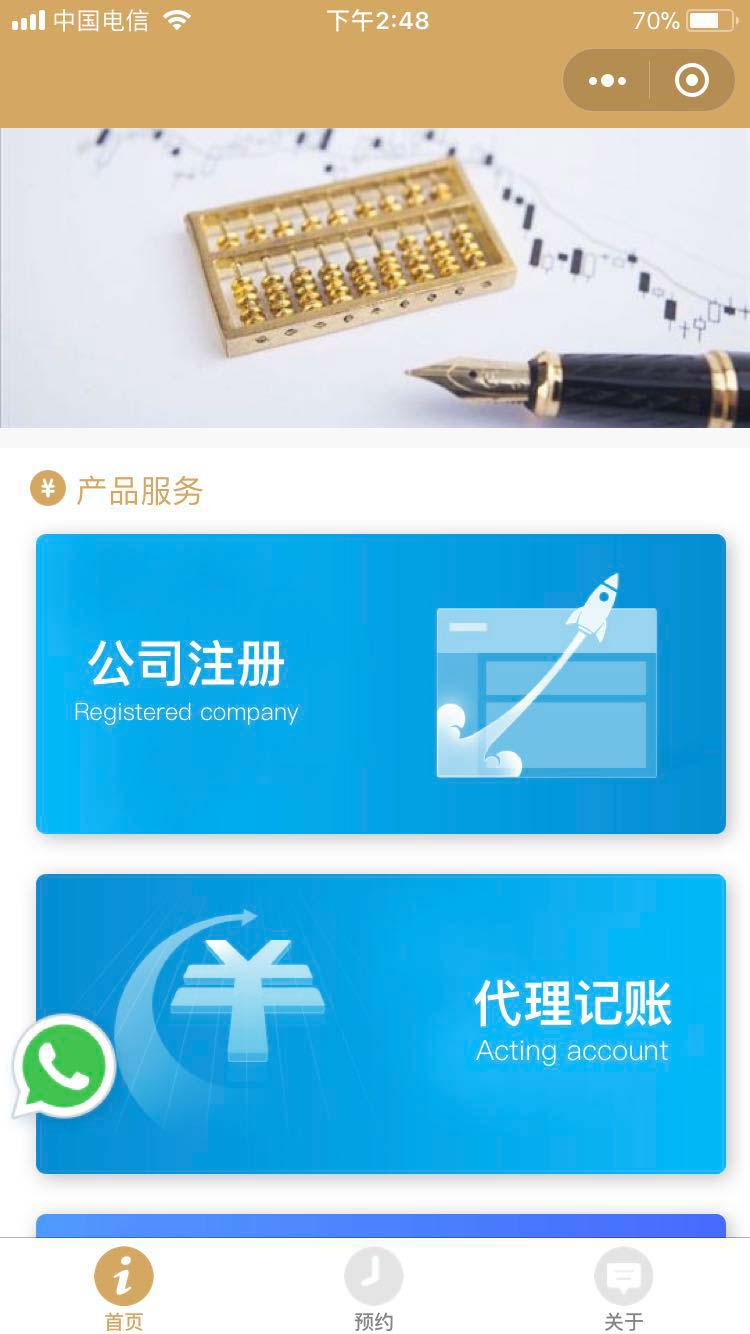 中国电信 下午2:48 70%
产品服务
公司注册
Registered company
代理记账
Acting account
首页 预约 关于